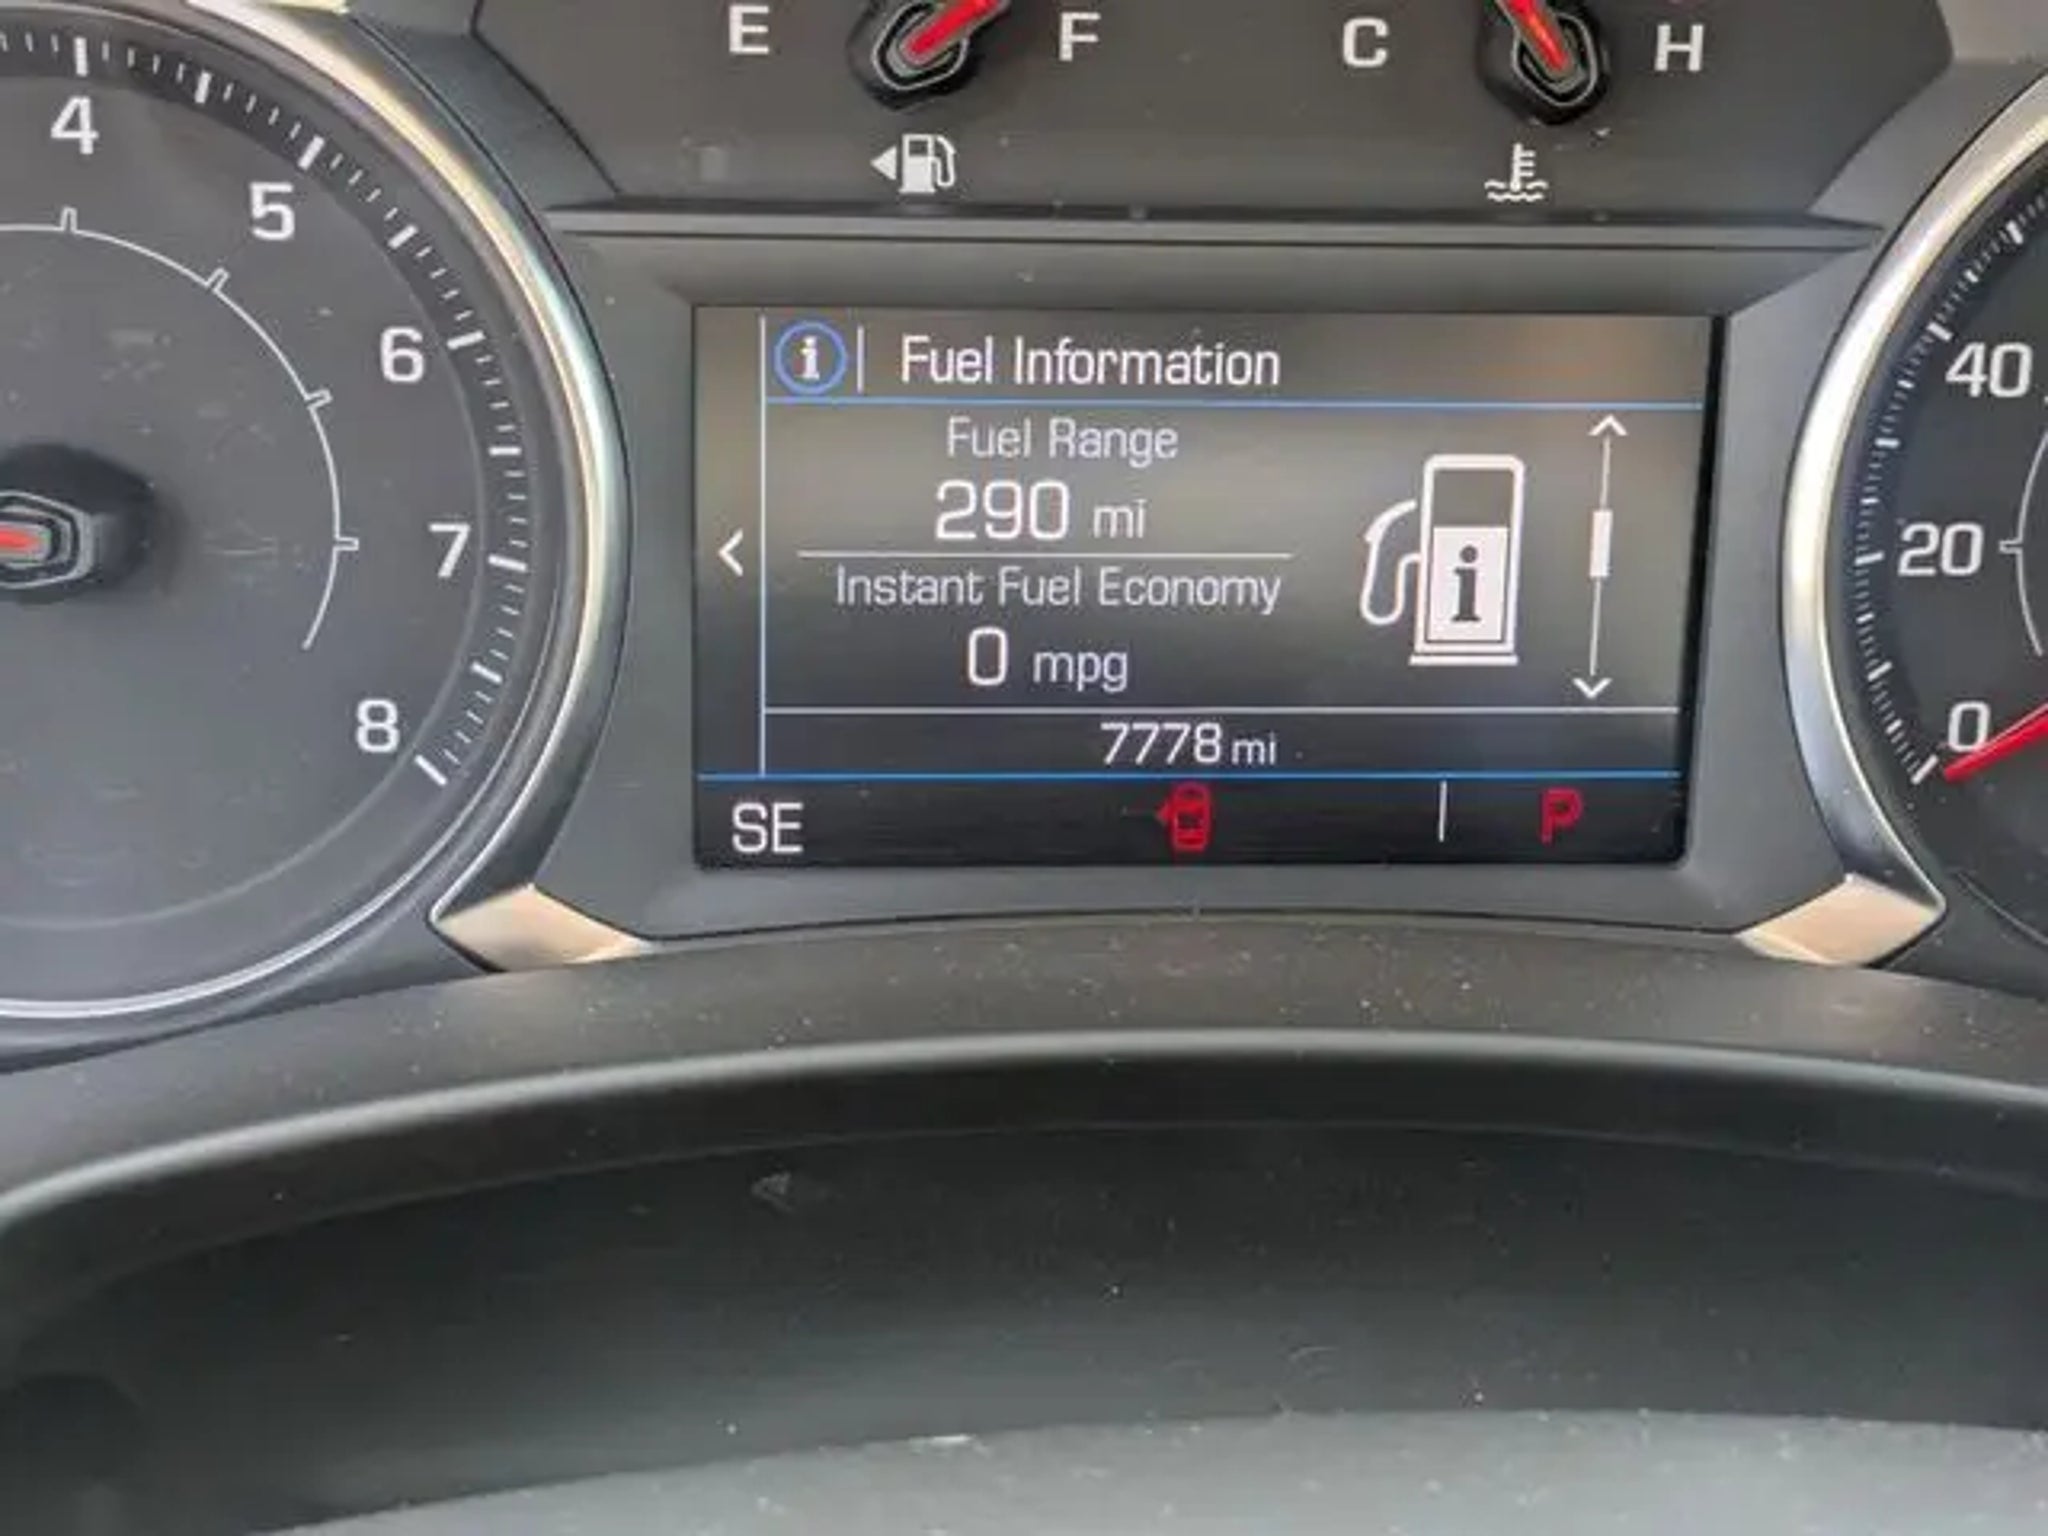 E F C H
4
5
6
7
8
40
20
0
i Fuel Information
Fuel Range
290 mi
i
Instant Fuel Economy
0 mpg
7778 mi
SE P